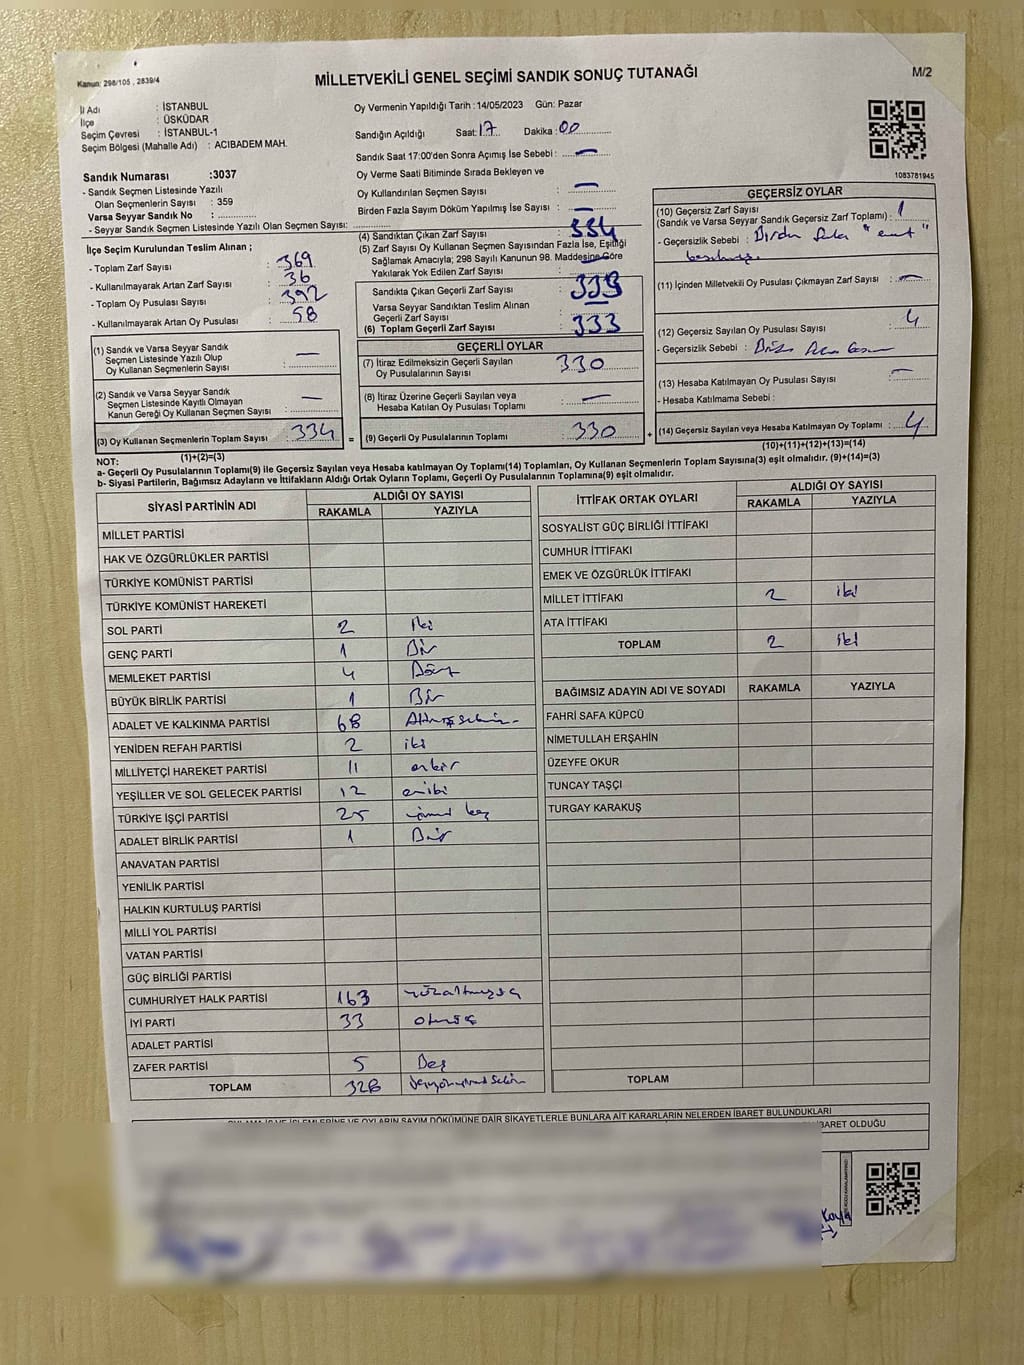 Kanun: 298/105 , 2839/4
MİLLETVEKİLİ GENEL SEÇİMİ SANDIK SONUÇ TUTANAĞI
M/2
İl Adı : İSTANBUL
İlçe : ÜSKÜDAR
Seçim Çevresi : İSTANBUL-1
Seçim Bölgesi (Mahalle Adı) : ACIBADEM MAH.
Sandık Numarası :3037
- Sandık Seçmen Listesinde Yazılı
Olan Seçmenlerin Sayısı : 359
Varsa Seyyar Sandık No :
- Seyyar Sandık Seçmen Listesinde Yazılı Olan Seçmen Sayısı:
Oy Vermenin Yapıldığı Tarih :14/05/2023 Gün: Pazar
Sandığın Açıldığı Saat: 17 Dakika : 00
Sandık Saat 17:00'den Sonra Açılmış İse Sebebi : —
Oy Verme Saati Bitiminde Sırada Bekleyen ve
Oy Kullandırılan Seçmen Sayısı : —
Birden Fazla Sayım Döküm Yapılmış İse Sayısı : —
1083781945
İlçe Seçim Kurulundan Teslim Alınan ;
- Toplam Zarf Sayısı : 369
- Kullanılmayarak Artan Zarf Sayısı : 36
- Toplam Oy Pusulası Sayısı : 392
- Kullanılmayarak Artan Oy Pusulası : 58
(4) Sandıktan Çıkan Zarf Sayısı : 334
(5) Zarf Sayısı Oy Kullanan Seçmen Sayısından Fazla İse, Eşitliği
Sağlamak Amacıyla; 298 Sayılı Kanunun 98. Maddesine Göre
Yakılarak Yok Edilen Zarf Sayısı :
Sandıkta Çıkan Geçerli Zarf Sayısı :
Varsa Seyyar Sandıktan Teslim Alınan
Geçerli Zarf Sayısı : —
(6) Toplam Geçerli Zarf Sayısı : 333
GEÇERSİZ OYLAR
(10) Geçersiz Zarf Sayısı
(Sandık ve Varsa Seyyar Sandık Geçersiz Zarf Toplamı) : 1
- Geçersizlik Sebebi : Birden fazla "evet"
(11) İçinden Milletvekili Oy Pusulası Çıkmayan Zarf Sayısı : —
(12) Geçersiz Sayılan Oy Pusulası Sayısı : 4
- Geçersizlik Sebebi :
(13) Hesaba Katılmayan Oy Pusulası Sayısı : —
- Hesaba Katılmama Sebebi :
(14) Geçersiz Sayılan veya Hesaba Katılmayan Oy Toplamı : 4
(10)+(11)+(12)+(13)=(14)
(1) Sandık ve Varsa Seyyar Sandık
Seçmen Listesinde Yazılı Olup
Oy Kullanan Seçmenlerin Sayısı : —
(2) Sandık ve Varsa Seyyar Sandık
Seçmen Listesinde Kayıtlı Olmayan
Kanun Gereği Oy Kullanan Seçmen Sayısı : —
(3) Oy Kullanan Seçmenlerin Toplam Sayısı : 334 =
(1)+(2)=(3)
GEÇERLİ OYLAR
(7) İtiraz Edilmeksizin Geçerli Sayılan
Oy Pusulalarının Sayısı : 330
(8) İtiraz Üzerine Geçerli Sayılan veya
Hesaba Katılan Oy Pusulası Toplamı : —
(9) Geçerli Oy Pusulalarının Toplamı : 330 +
NOT:
a- Geçerli Oy Pusulalarının Toplamı(9) ile Geçersiz Sayılan veya Hesaba katılmayan Oy Toplamı(14) Toplamları, Oy Kullanan Seçmenlerin Toplam Sayısına(3) eşit olmalıdır. (9)+(14)=(3)
b- Siyasi Partilerin, Bağımsız Adayların ve İttifakların Aldığı Ortak Oyların Toplamı, Geçerli Oy Pusulalarının Toplamına(9) eşit olmalıdır.
SİYASİ PARTİNİN ADI ALDIĞI OY SAYISI
RAKAMLA YAZIYLA
MİLLET PARTİSİ
HAK VE ÖZGÜRLÜKLER PARTİSİ
TÜRKİYE KOMÜNİST PARTİSİ
TÜRKİYE KOMÜNİST HAREKETİ
SOL PARTİ 2 iki
GENÇ PARTİ 1 Bir
MEMLEKET PARTİSİ 4 Dört
BÜYÜK BİRLİK PARTİSİ 1 Bir
ADALET VE KALKINMA PARTİSİ 68 Altmışsekiz
YENİDEN REFAH PARTİSİ 2 iki
MİLLİYETÇİ HAREKET PARTİSİ 11 onbir
YEŞİLLER VE SOL GELECEK PARTİSİ 12 oniki
TÜRKİYE İŞÇİ PARTİSİ 25 yirmi beş
ADALET BİRLİK PARTİSİ 1 Bir
ANAVATAN PARTİSİ
YENİLİK PARTİSİ
HALKIN KURTULUŞ PARTİSİ
MİLLİ YOL PARTİSİ
VATAN PARTİSİ
GÜÇ BİRLİĞİ PARTİSİ
CUMHURİYET HALK PARTİSİ 163 yüzaltmışüç
İYİ PARTİ 33 otuzüç
ADALET PARTİSİ
ZAFER PARTİSİ 5 Beş
TOPLAM 328 üçyüzyirmisekiz
İTTİFAK ORTAK OYLARI ALDIĞI OY SAYISI
RAKAMLA YAZIYLA
SOSYALİST GÜÇ BİRLİĞİ İTTİFAKI
CUMHUR İTTİFAKI
EMEK VE ÖZGÜRLÜK İTTİFAKI
MİLLET İTTİFAKI 2 iki
ATA İTTİFAKI
TOPLAM 2 iki
BAĞIMSIZ ADAYIN ADI VE SOYADI RAKAMLA YAZIYLA
FAHRİ SAFA KÜPCÜ
NİMETULLAH ERŞAHİN
ÜZEYFE OKUR
TUNCAY TAŞÇI
TURGAY KARAKUŞ
TOPLAM
OYLAMA İŞ VE İŞLEMLERİNE VE OYLARIN SAYIM DÖKÜMÜNE DAİR ŞİKAYETLERLE BUNLARA AİT KARARLARIN NELERDEN İBARET BULUNDUKLARI
İBARET OLDUĞU